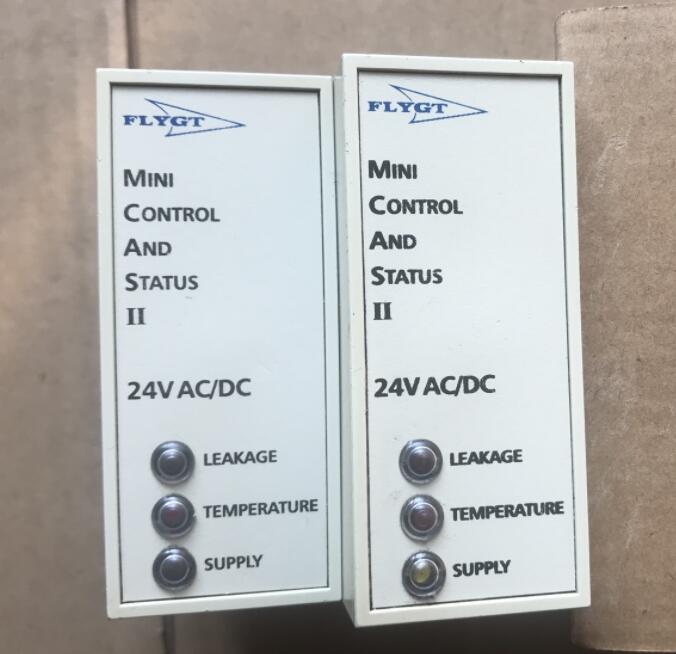 FLYGT
MINI
CONTROL
AND
STATUS
II
24V AC/DC
LEAKAGE
TEMPERATURE
SUPPLY
FLYGT
MINI
CONTROL
AND
STATUS
II
24V AC/DC
LEAKAGE
TEMPERATURE
SUPPLY